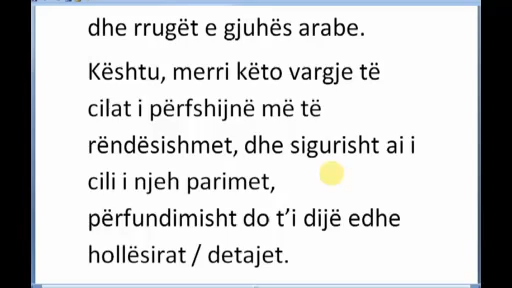 dhe rrugët e gjuhës arabe.
Kështu, merri këto vargje të
cilat i përfshijnë më të
rëndësishmet, dhe sigurisht ai i
cili i njeh parimet,
përfundimisht do t’i dijë edhe
hollësirat / detajet.